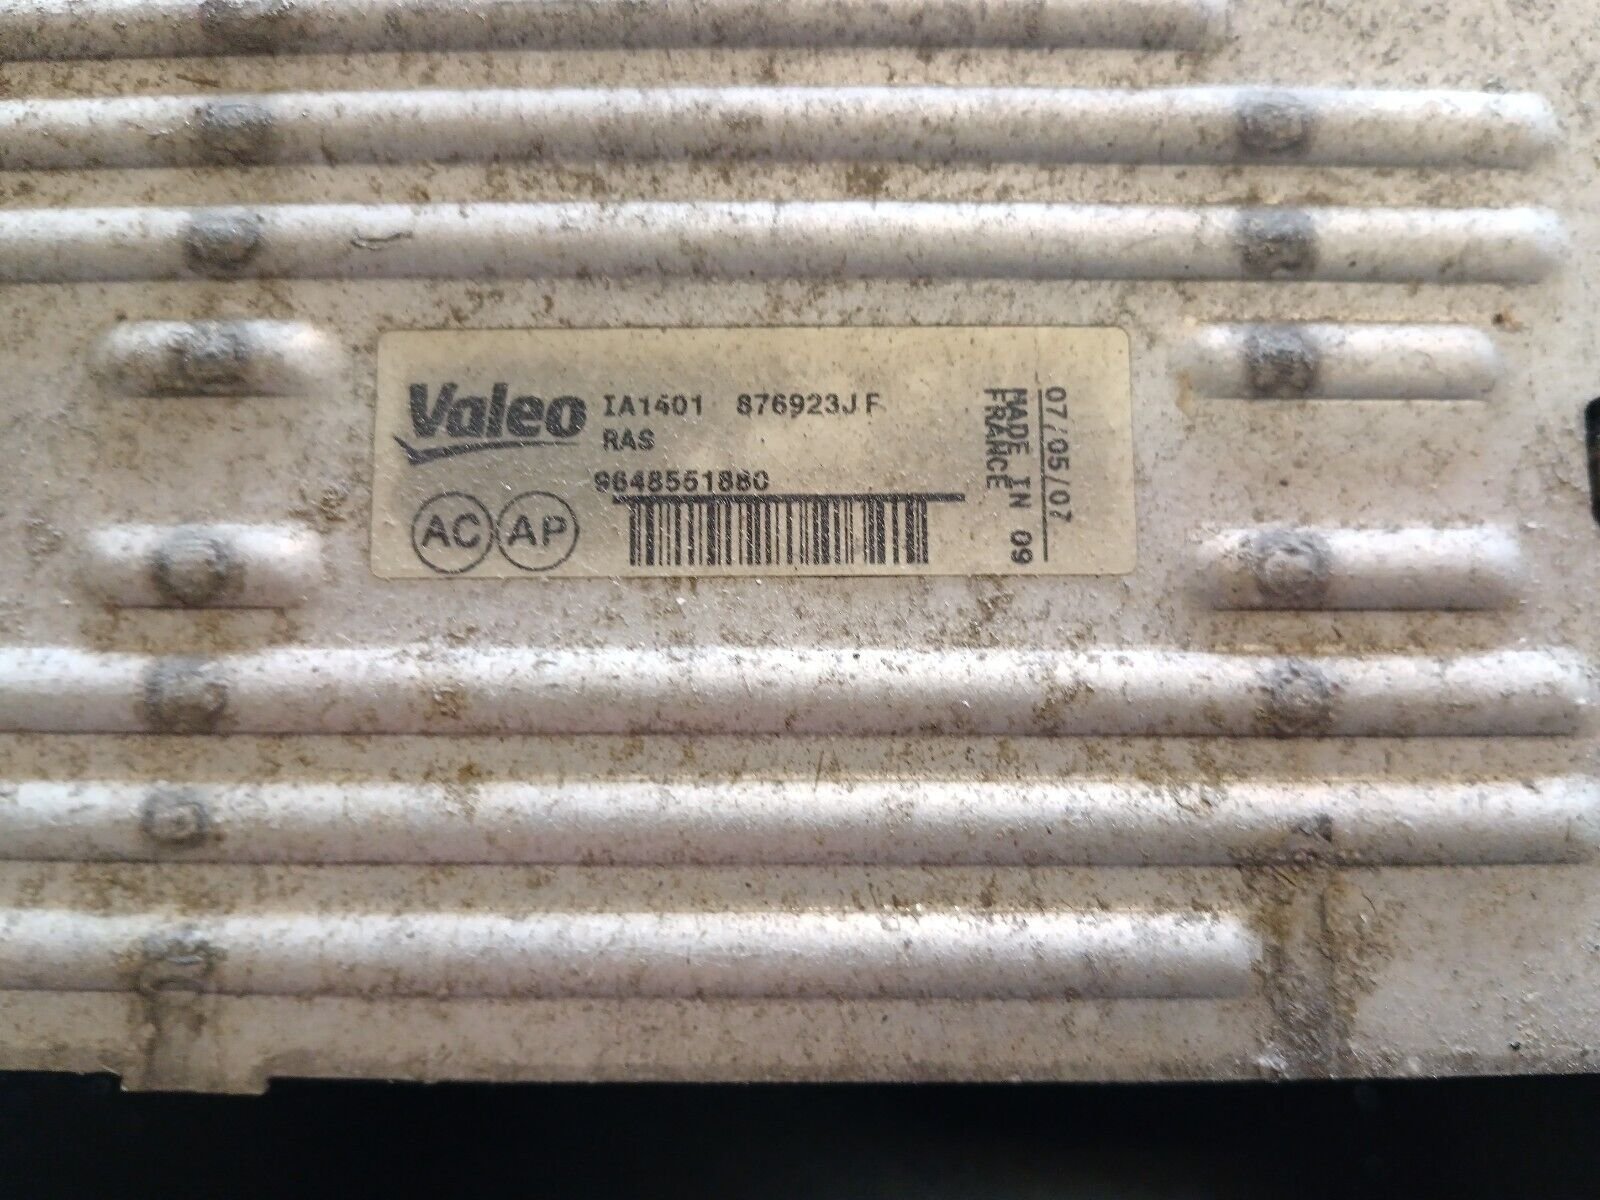 Valeo IA1401 876923J F
RAS
9648551880
AC AP
07/05/07
MADE IN 09
FRANCE